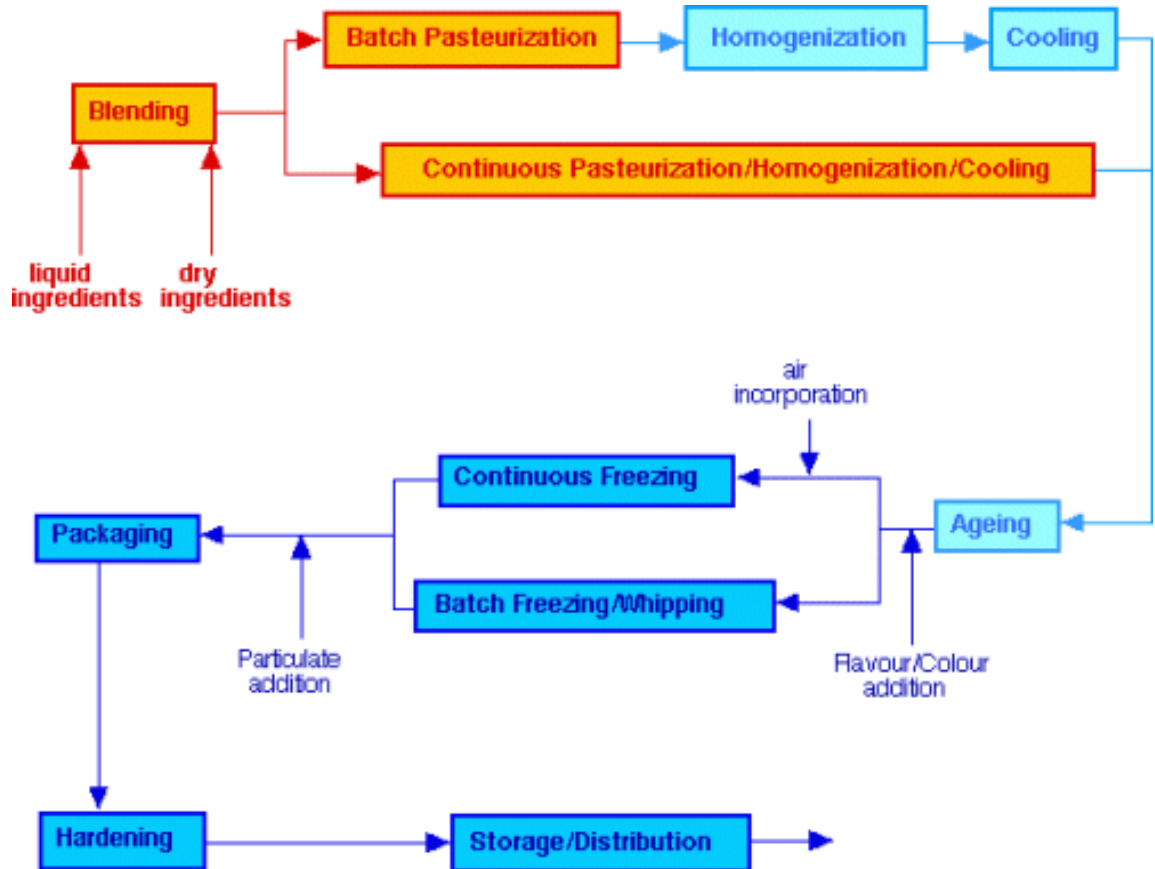 Batch Pasteurization
Homogenization
Cooling
Blending
Continuous Pasteurization/Homogenization/Cooling
liquid
ingredients
dry
ingredients
air
incorporation
Continuous Freezing
Packaging
Ageing
Batch Freezing/Whipping
Particulate
addition
Flavour/Colour
addition
Hardening
Storage/Distribution